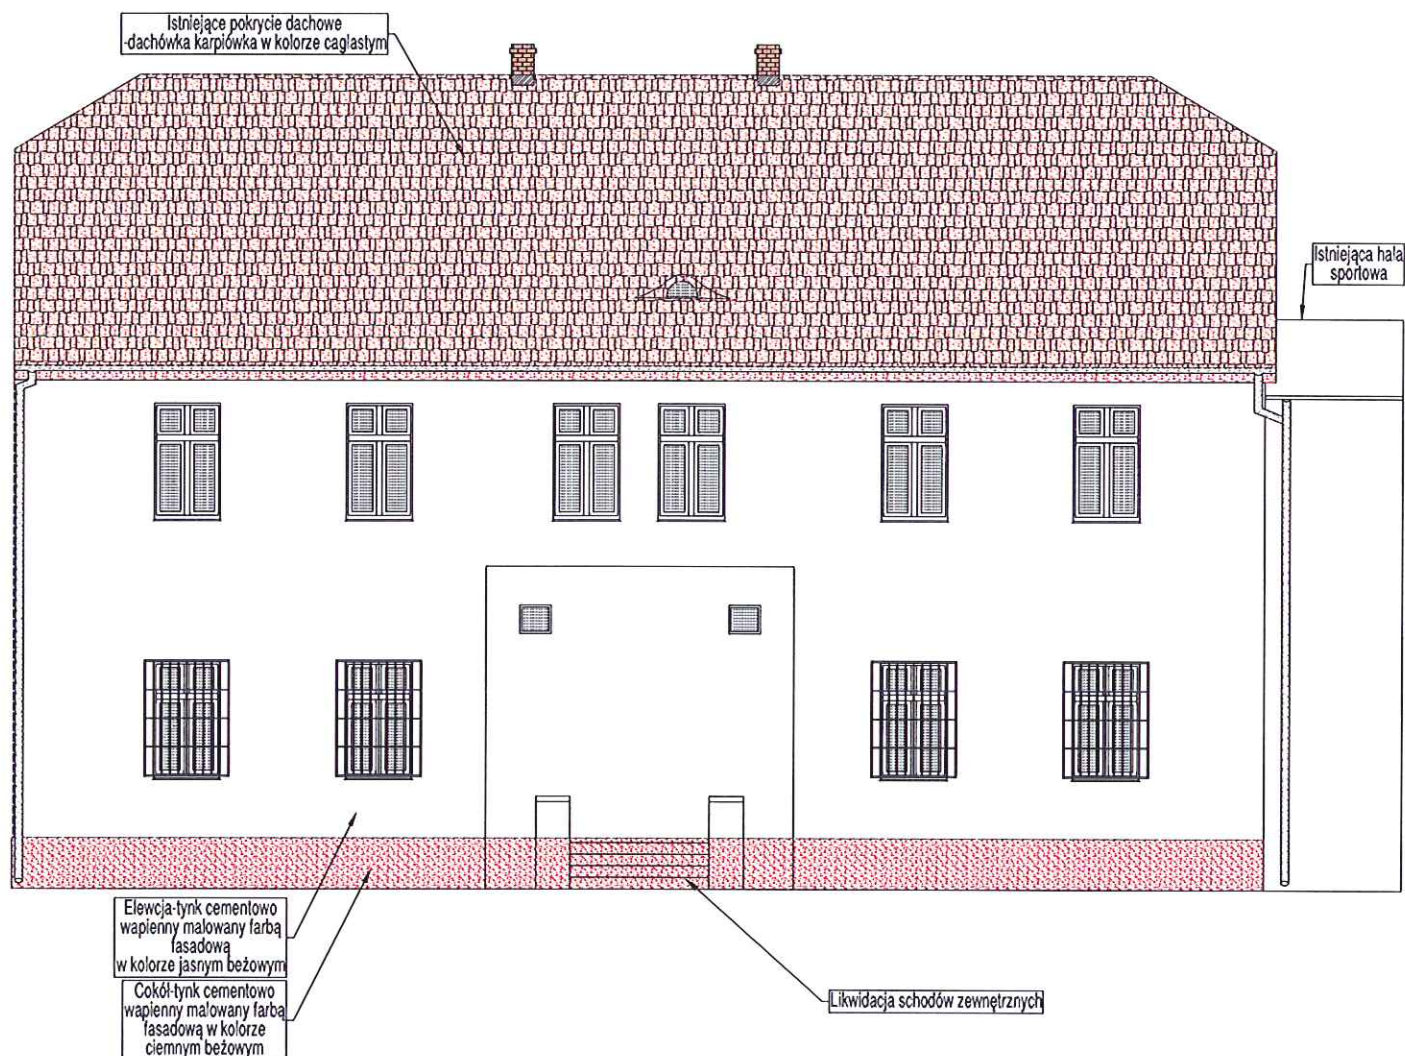 Istniejące pokrycie dachowe
-dachówka karpiówka w kolorze caglastym
Istniejąca hala
sportowa
Elewcja-tynk cementowo
wapienny malowany farbą
fasadową
w kolorze jasnym beżowym
Cokół-tynk cementowo
wapienny malowany farbą
fasadową w kolorze
ciemnym beżowym
Likwidacja schodów zewnętrznych